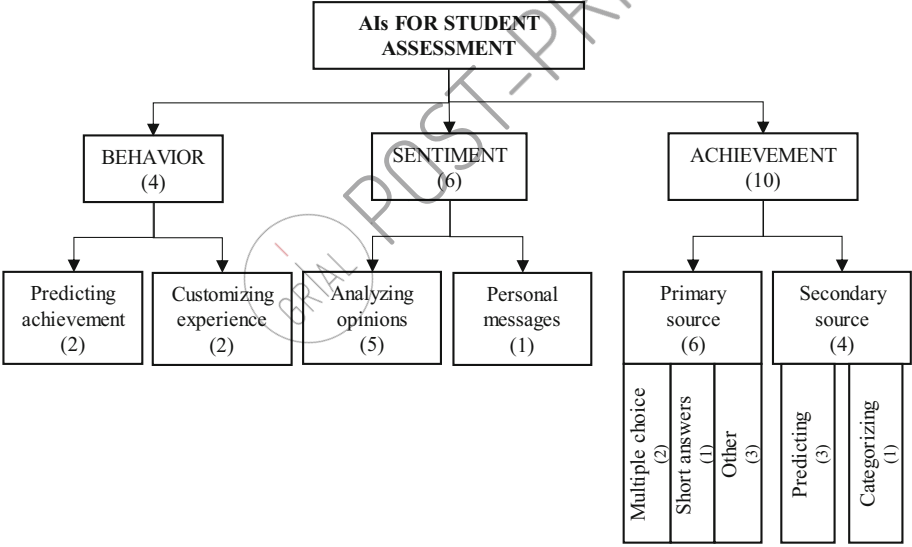 AIs FOR STUDENT
ASSESSMENT
BEHAVIOR
(4)
SENTIMENT
(6)
ACHIEVEMENT
(10)
Predicting
achievement
(2)
Customizing
experience
(2)
Analyzing
opinions
(5)
Personal
messages
(1)
Primary
source
(6)
Secondary
source
(4)
Multiple choice
(2)
Short answers
(1)
Other
(3)
Predicting
(3)
Categorizing
(1)
GRIAL